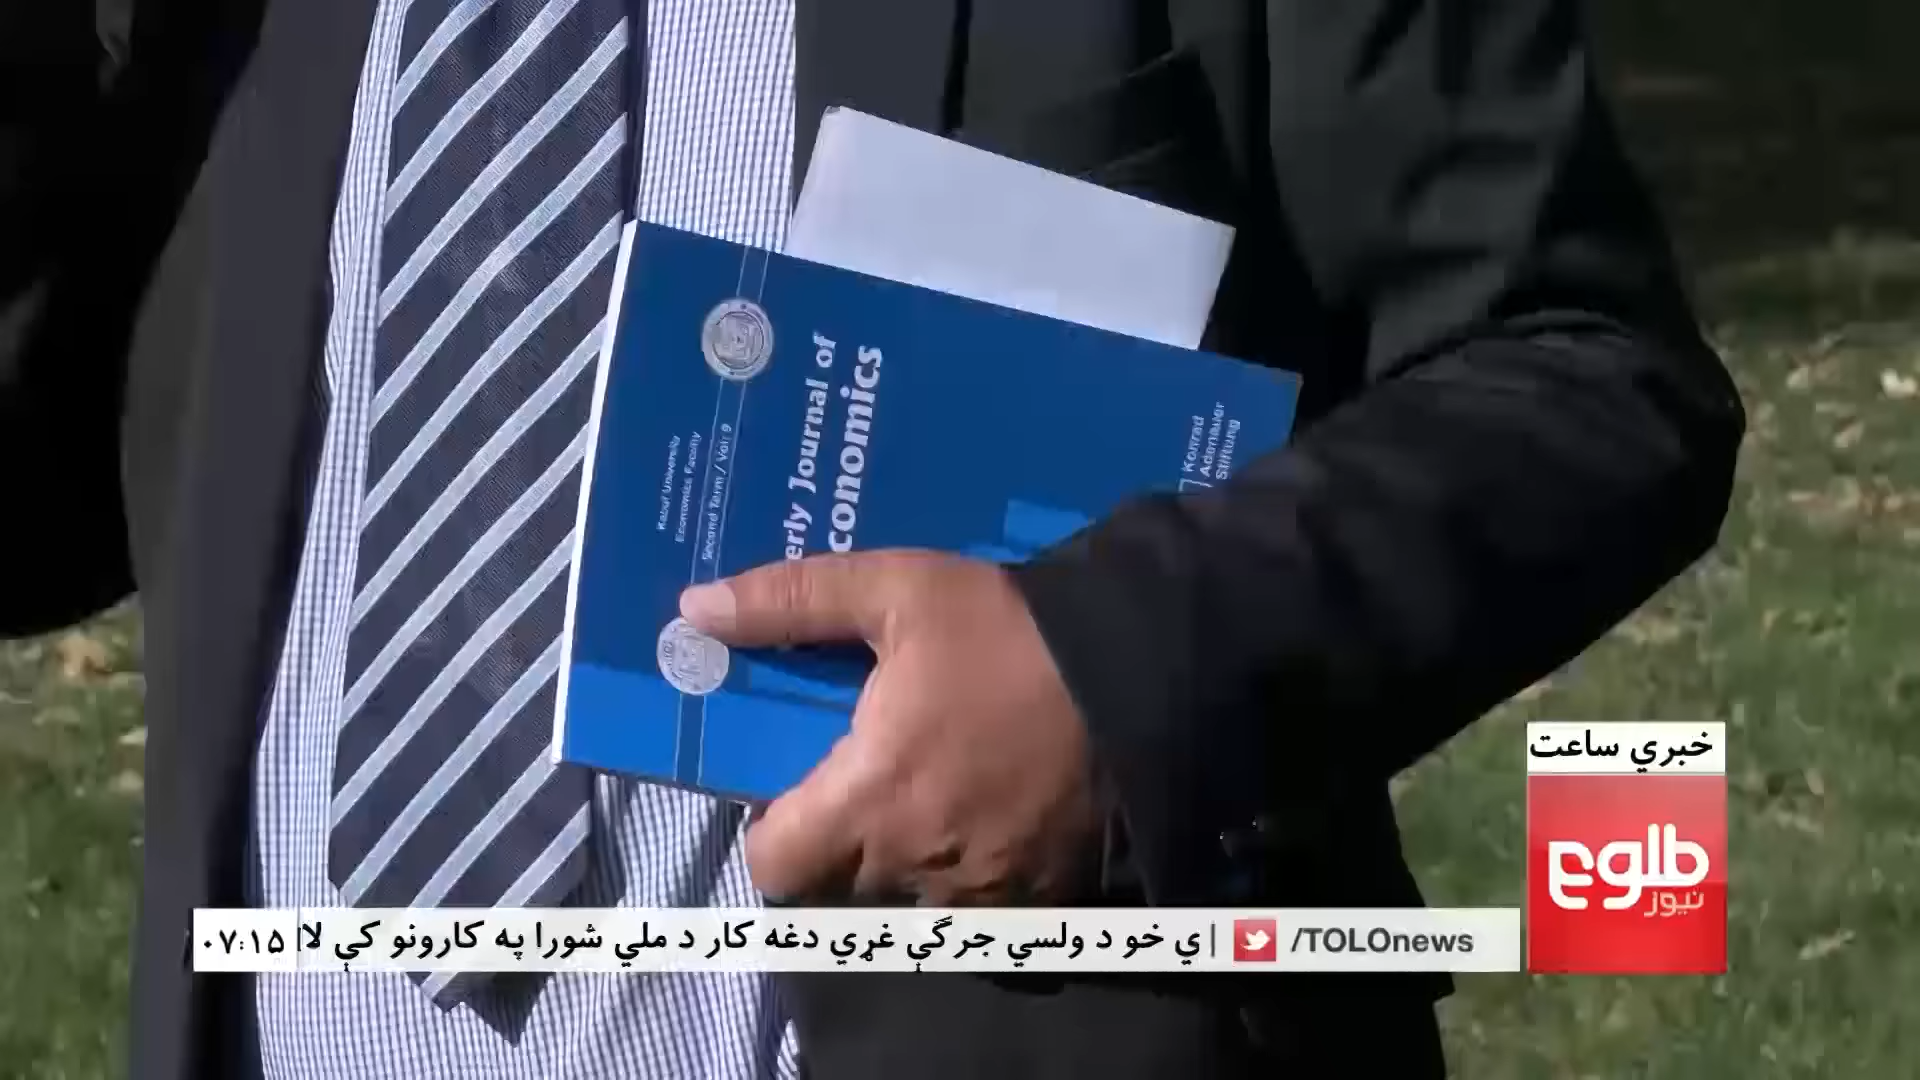 Kabul University
Economics Faculty
Second Term / Vol: 9
erly Journal of
conomics
Konrad
Adenauer
Stiftung
خبري ساعت
طلوع
نيوز
۰۷:۱۵
ي خو د ولسي جرګې غړي دغه کار د ملي شورا په کارونو کې لا
/TOLOnews